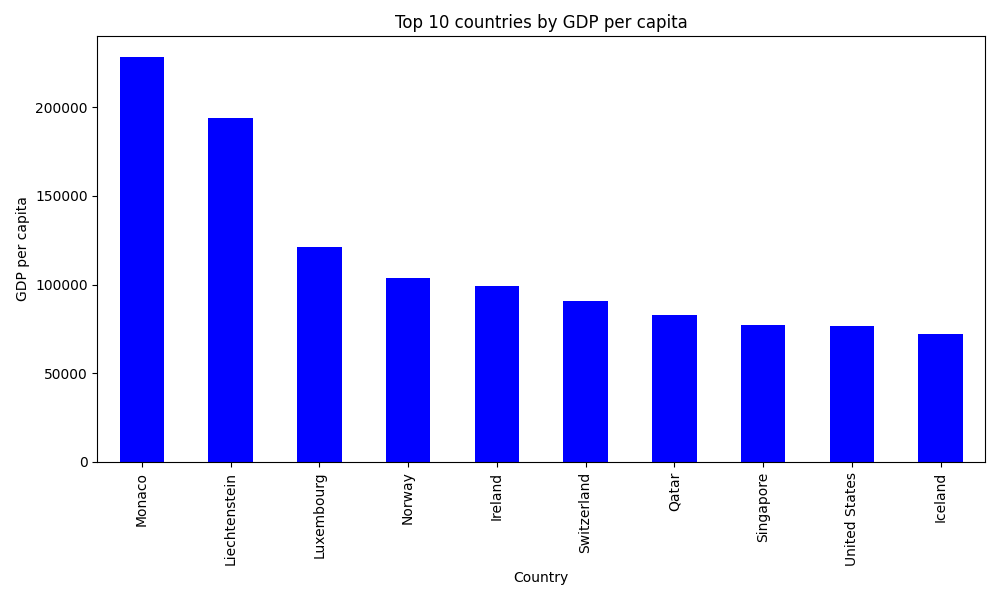 Top 10 countries by GDP per capita
GDP per capita
200000
150000
100000
50000
0
Monaco
Liechtenstein
Luxembourg
Norway
Ireland
Switzerland
Qatar
Singapore
United States
Iceland
Country